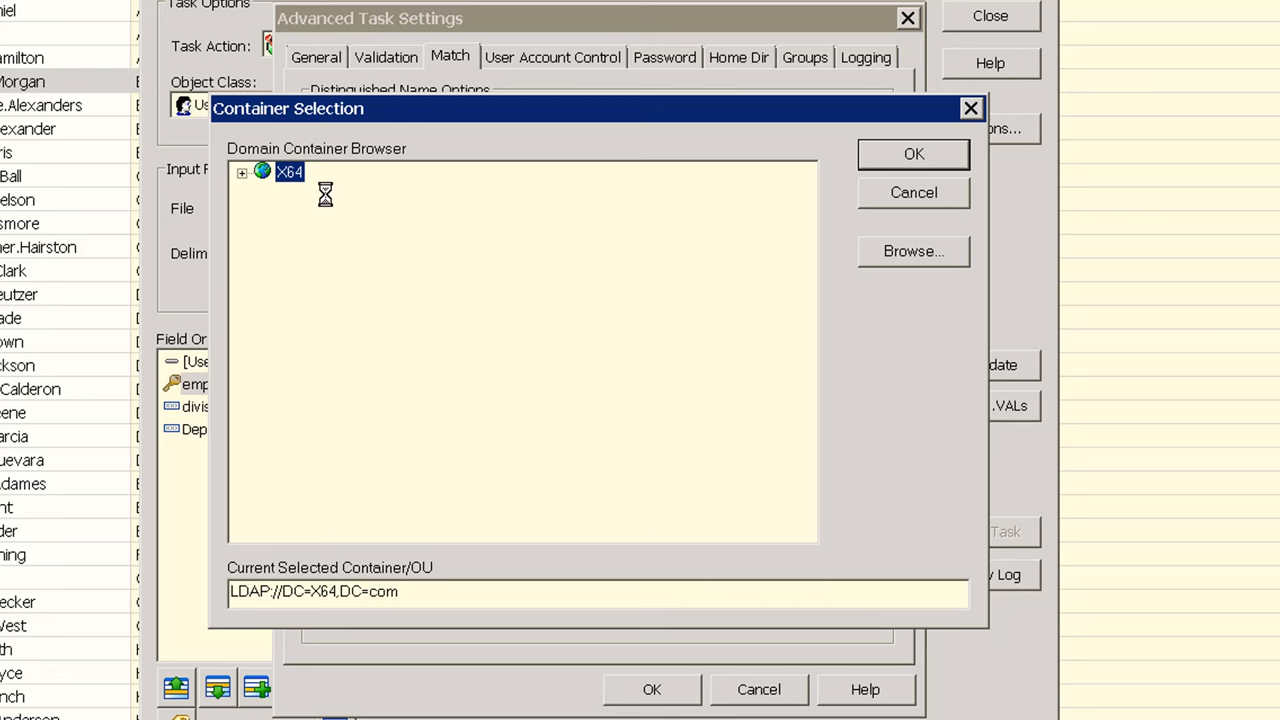 niel
Task Options
Advanced Task Settings
Close
Task Action:
General
Validation
Match
User Account Control
Password
Home Dir
Groups
Logging
amilton
Help
Morgan
Object Class:
Distinguished Name Options
e.Alexanders
Us
Container Selection
exander
ons...
ris
Domain Container Browser
OK
Ball
Input F
X64
elson
Cancel
File
smore
er.Hairston
Delim
Browse...
Clark
eutzer
ade
own
Field Or
ckson
[Use
date
Calderon
emp
eene
divis
.VALs
arcia
Dep
uevara
Adames
nt
der
Task
ning
Current Selected Container/OU
y Log
LDAP://DC=X64,DC=com
ecker
West
th
yce
OK
Cancel
Help
nch